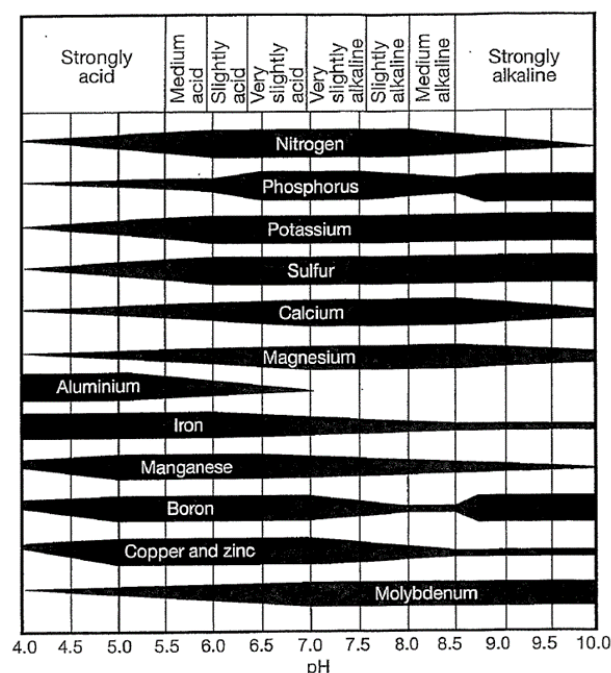 Strongly
acid
Medium
acid
Slightly
acid
Very
slightly acid
Very
slightly alkaline
Slightly
alkaline
Medium
alkaline
Strongly
alkaline
Nitrogen
Phosphorus
Potassium
Sulfur
Calcium
Magnesium
Aluminium
Iron
Manganese
Boron
Copper and zinc
Molybdenum
4.0 4.5 5.0 5.5 6.0 6.5 7.0 7.5 8.0 8.5 9.0 9.5 10.0
pH